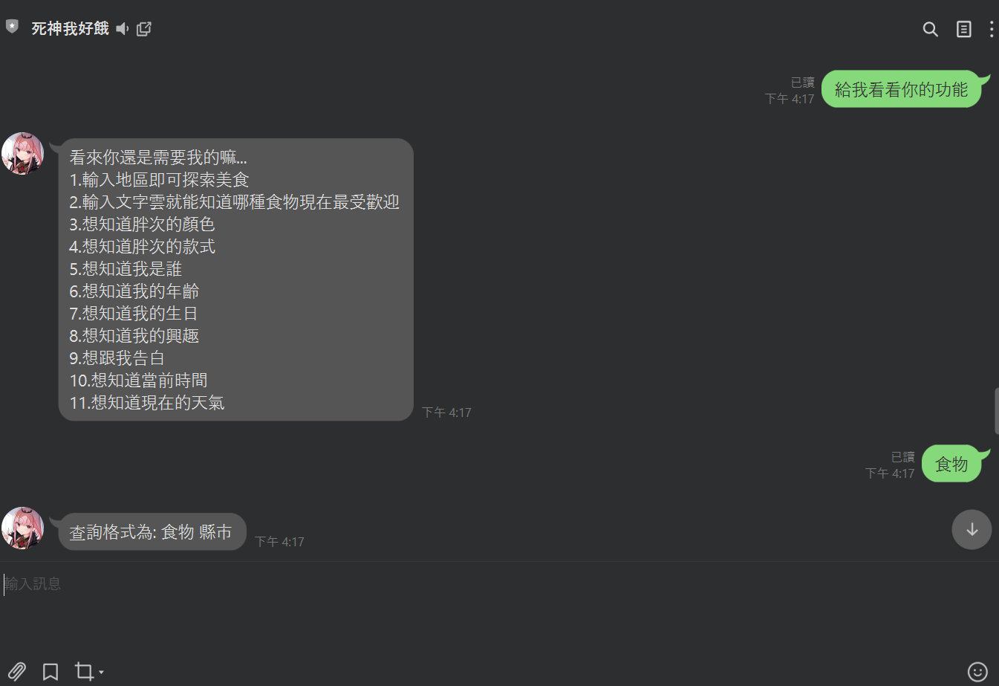 死神我好餓
已讀
下午 4:17
給我看看你的功能
看來你還是需要我的嘛...
1.輸入地區即可探索美食
2.輸入文字雲就能知道哪種食物現在最受歡迎
3.想知道胖次的顏色
4.想知道胖次的款式
5.想知道我是誰
6.想知道我的年齡
7.想知道我的生日
8.想知道我的興趣
9.想跟我告白
10.想知道當前時間
11.想知道現在的天氣
下午 4:17
已讀
下午 4:17
食物
查詢格式為: 食物 縣市
下午 4:17
輸入訊息